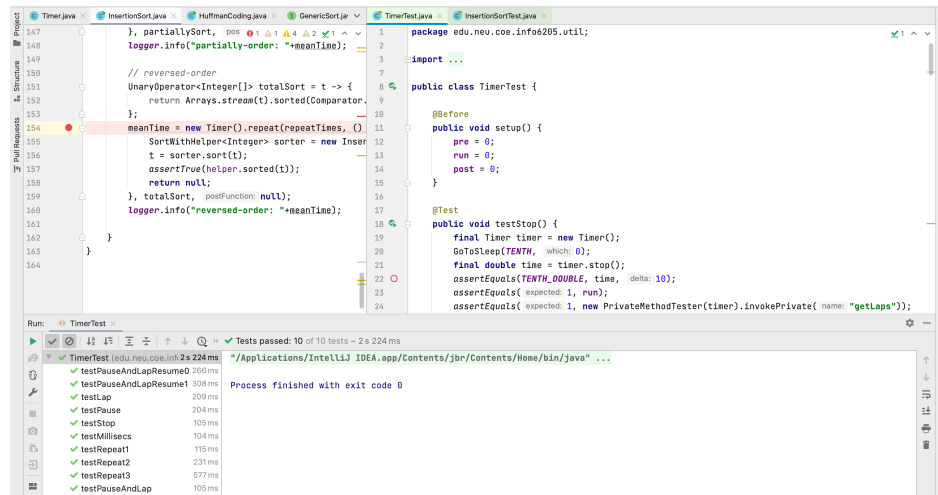 Timer.java
InsertionSort.java
HuffmanCoding.java
GenericSort.jav
TimerTest.java
InsertionSortTest.java
Project
Structure
Pull Requests
147 }, partiallySort, pos 1 1 4 2 1
148 logger.info("partially-order: "+meanTime);
149
150 // reversed-order
151 UnaryOperator<Integer[]> totalSort = t -> {
152 return Arrays.stream(t).sorted(Comparator.
153 };
154 meanTime = new Timer().repeat(repeatTimes, ()
155 SortWithHelper<Integer> sorter = new Inser
156 t = sorter.sort(t);
157 assertTrue(helper.sorted(t));
158 return null;
159 }, totalSort, postFunction: null);
160 logger.info("reversed-order: "+meanTime);
161
162 }
163 }
164
1 package edu.neu.coe.info6205.util; 1
2
3 import ...
7
8 public class TimerTest {
9
10 @Before
11 public void setup() {
12 pre = 0;
13 run = 0;
14 post = 0;
15 }
16
17 @Test
18 public void testStop() {
19 final Timer timer = new Timer();
20 GoToSleep(TENTH, which: 0);
21 final double time = timer.stop();
22 assertEquals(TENTH_DOUBLE, time, delta: 10);
23 assertEquals( expected: 1, run);
24 assertEquals( expected: 1, new PrivateMethodTester(timer).invokePrivate( name: "getLaps"));
Run: TimerTest
Tests passed: 10 of 10 tests – 2 s 224 ms
TimerTest (edu.neu.coe.info 2 s 224 ms
testPauseAndLapResume0 266 ms
testPauseAndLapResume1 308 ms
testLap 209 ms
testPause 204 ms
testStop 105 ms
testMillisecs 104 ms
testRepeat1 115 ms
testRepeat2 231 ms
testRepeat3 577 ms
testPauseAndLap 105 ms
"/Applications/IntelliJ IDEA.app/Contents/jbr/Contents/Home/bin/java" ...
Process finished with exit code 0